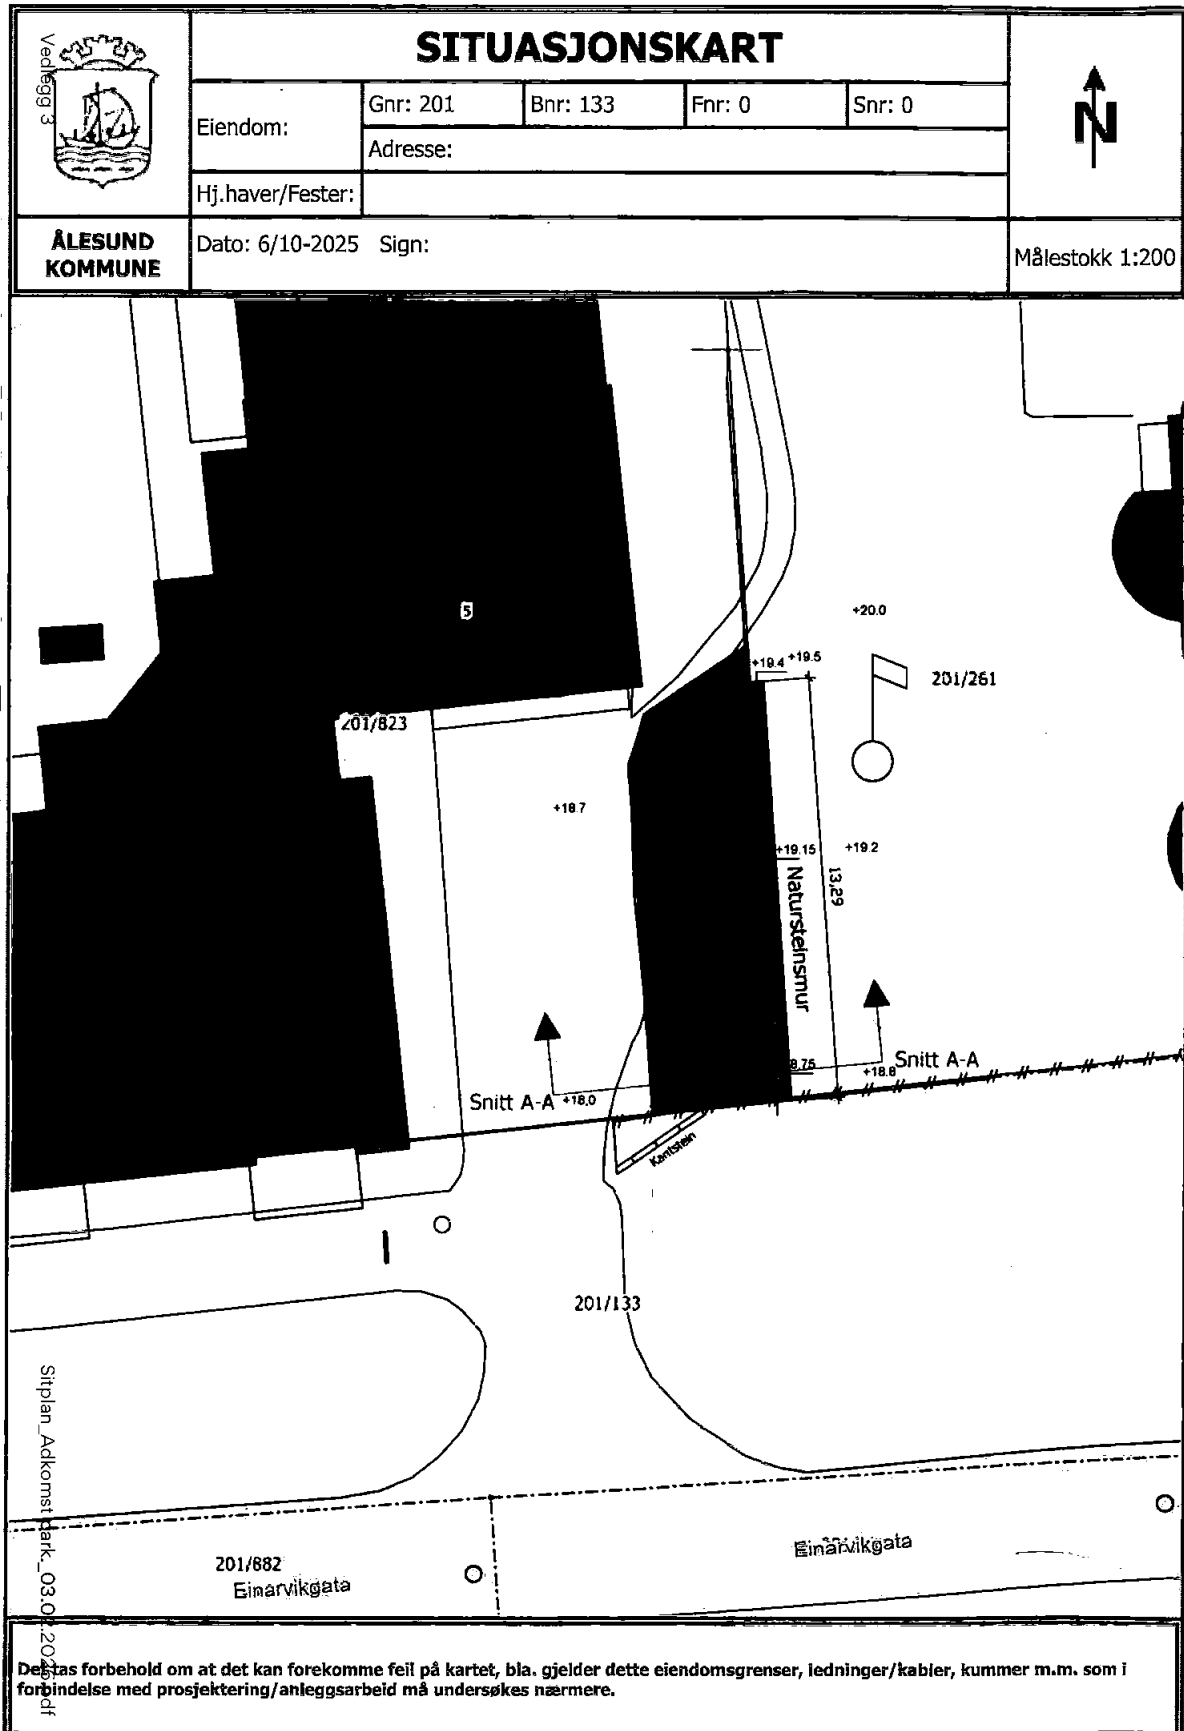 Vedlegg 3
SITUASJONSKART
Eiendom:
Gnr: 201
Bnr: 133
Fnr: 0
Snr: 0
Adresse:
Hj.haver/Fester:
N
ÅLESUND
KOMMUNE
Dato: 6/10-2025 Sign:
Målestokk 1:200
5
+20.0
+19.4
+19.5
201/261
201/823
+18.7
+19.15
+19.2
13,29
Natursteinsmur
8.75
+18.8
Snitt A-A
Snitt A-A
+18.0
Kantstein
201/133
Einarvikgata
201/882
Einarvikgata
Det tas forbehold om at det kan forekomme feil på kartet, bla. gjelder dette eiendomsgrenser, ledninger/kabler, kummer m.m. som i
forbindelse med prosjektering/anleggsarbeid må undersøkes nærmere.